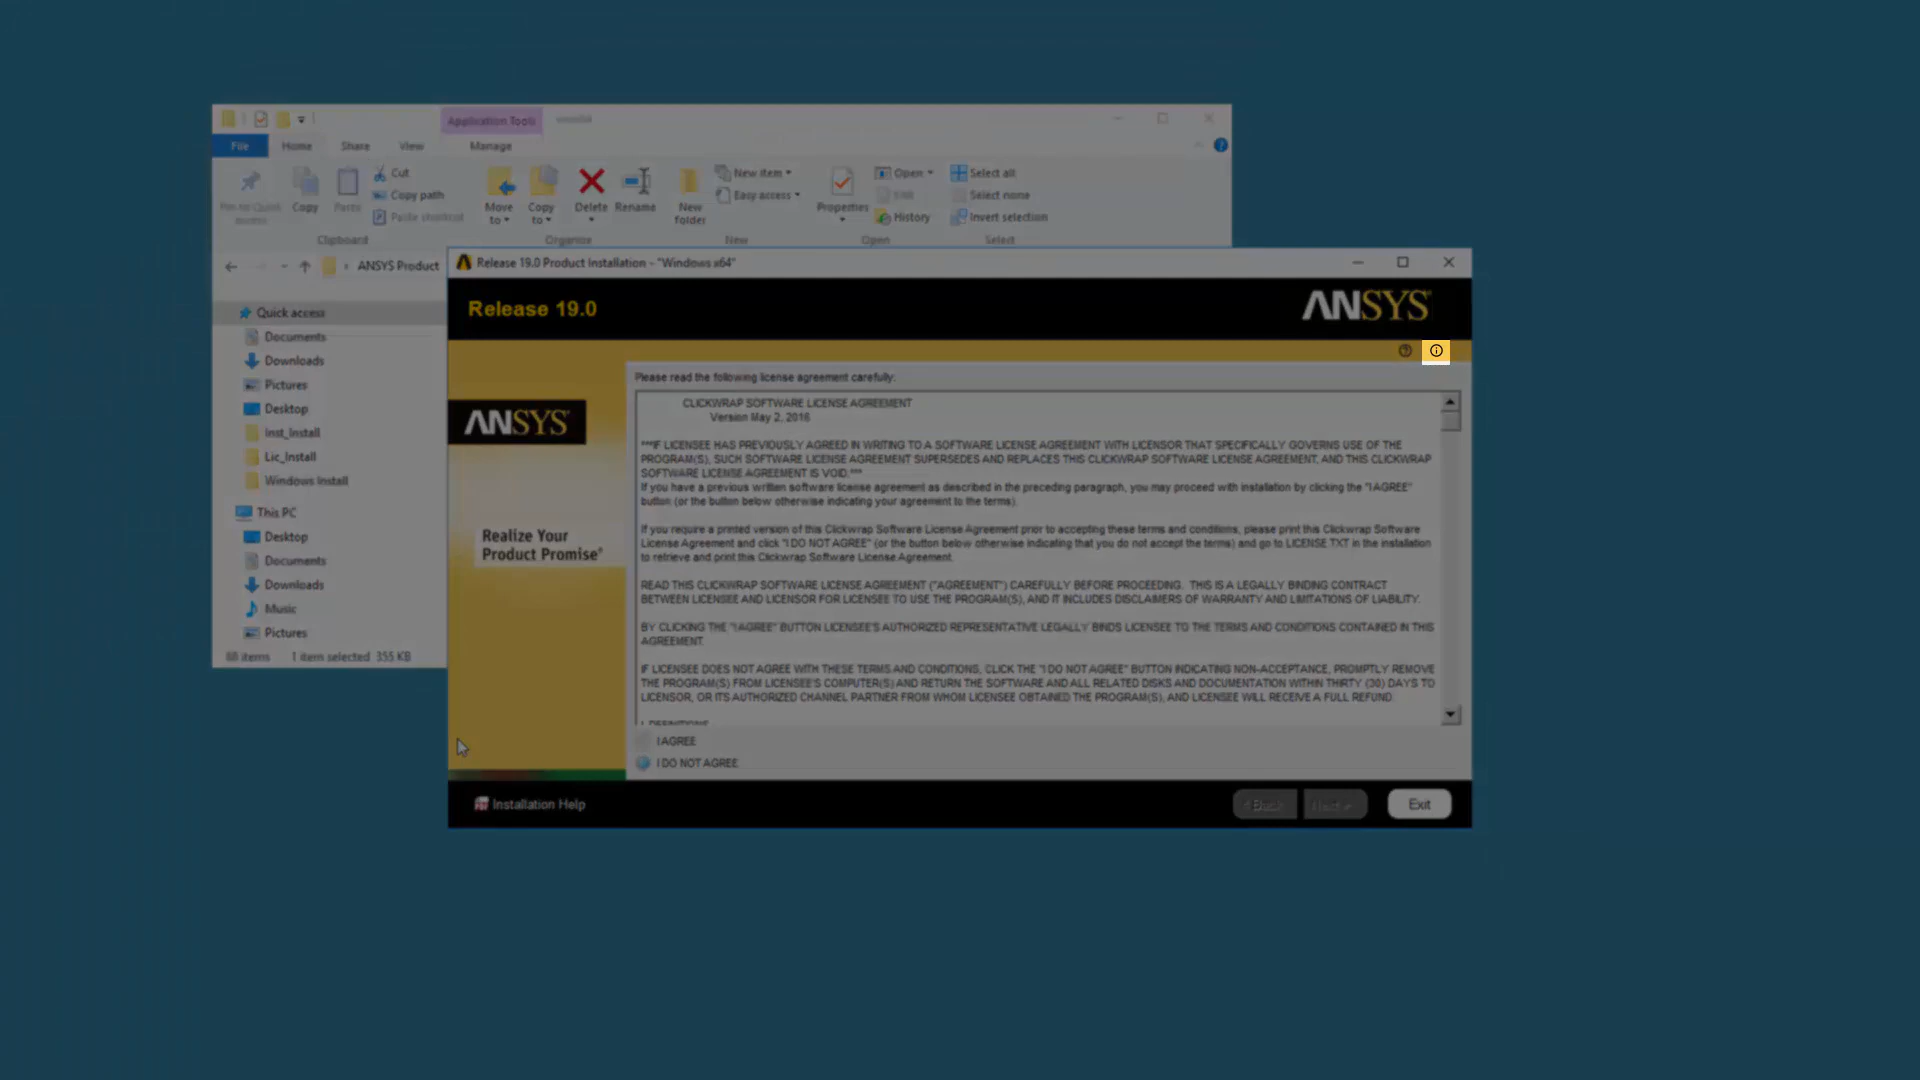 Application Tools
File Home Share View Manage
Cut
Copy path
Paste shortcut
Copy Paste
Clipboard
Move to
Copy to
Delete Rename
Organize
New folder
New item
Easy access
New
Properties
Open
Edit
History
Open
Select all
Select none
Invert selection
Select
ANSYS Product
Quick access
Documents
Downloads
Pictures
Desktop
Inst_Install
Lic_Install
Windows Install
This PC
Desktop
Documents
Downloads
Music
Pictures
items 1 item selected 355 KB
Release 19.0 Product Installation - "Windows x64"
Release 19.0
ANSYS
ANSYS
Realize Your
Product Promise®
Please read the following license agreement carefully:
CLICKWRAP SOFTWARE LICENSE AGREEMENT
Version May 2, 2016
***IF LICENSEE HAS PREVIOUSLY AGREED IN WRITING TO A SOFTWARE LICENSE AGREEMENT WITH LICENSOR THAT SPECIFICALLY GOVERNS USE OF THE
PROGRAM(S), SUCH SOFTWARE LICENSE AGREEMENT SUPERSEDES AND REPLACES THIS CLICKWRAP SOFTWARE LICENSE AGREEMENT, AND THIS CLICKWRAP
SOFTWARE LICENSE AGREEMENT IS VOID.***
If you have a previous written software license agreement as described in the preceding paragraph, you may proceed with installation by clicking the "I AGREE"
button (or the button below otherwise indicating your agreement to the terms).
If you require a printed version of this Clickwrap Software License Agreement prior to accepting these terms and conditions, please print this Clickwrap Software
License Agreement and click "I DO NOT AGREE" (or the button below otherwise indicating that you do not accept the terms) and go to LICENSE.TXT in the installation
to retrieve and print this Clickwrap Software License Agreement.
READ THIS CLICKWRAP SOFTWARE LICENSE AGREEMENT ("AGREEMENT") CAREFULLY BEFORE PROCEEDING. THIS IS A LEGALLY BINDING CONTRACT
BETWEEN LICENSEE AND LICENSOR FOR LICENSEE TO USE THE PROGRAM(S), AND IT INCLUDES DISCLAIMERS OF WARRANTY AND LIMITATIONS OF LIABILITY.
BY CLICKING THE "I AGREE" BUTTON LICENSEE'S AUTHORIZED REPRESENTATIVE LEGALLY BINDS LICENSEE TO THE TERMS AND CONDITIONS CONTAINED IN THIS
AGREEMENT.
IF LICENSEE DOES NOT AGREE WITH THESE TERMS AND CONDITIONS, CLICK THE "I DO NOT AGREE" BUTTON INDICATING NON-ACCEPTANCE, PROMPTLY REMOVE
THE PROGRAM(S) FROM LICENSEE'S COMPUTER(S) AND RETURN THE SOFTWARE AND ALL RELATED DISKS AND DOCUMENTATION WITHIN THIRTY (30) DAYS TO
LICENSOR, OR ITS AUTHORIZED CHANNEL PARTNER FROM WHOM LICENSEE OBTAINED THE PROGRAM(S), AND LICENSEE WILL RECEIVE A FULL REFUND.
I AGREE
I DO NOT AGREE
Installation Help
< Back Next > Exit